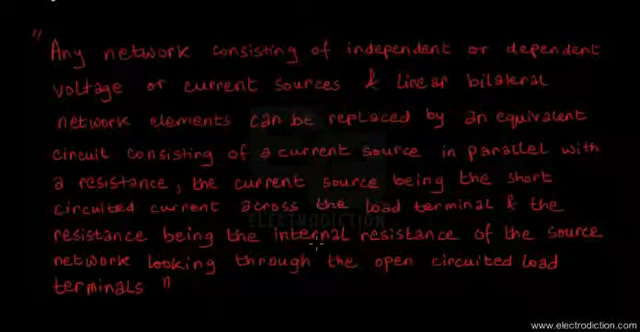 " Any network consisting of independent or dependent
voltage or current sources & linear bilateral
network elements can be replaced by an equivalent
circuit consisting of a current source in parallel with
a resistance, the current source being the short
circuited current across the load terminal & the
ELECTRODICTION
resistance being the internal resistance of the source
network looking through the open circuited load
terminals "
www.electrodiction.com